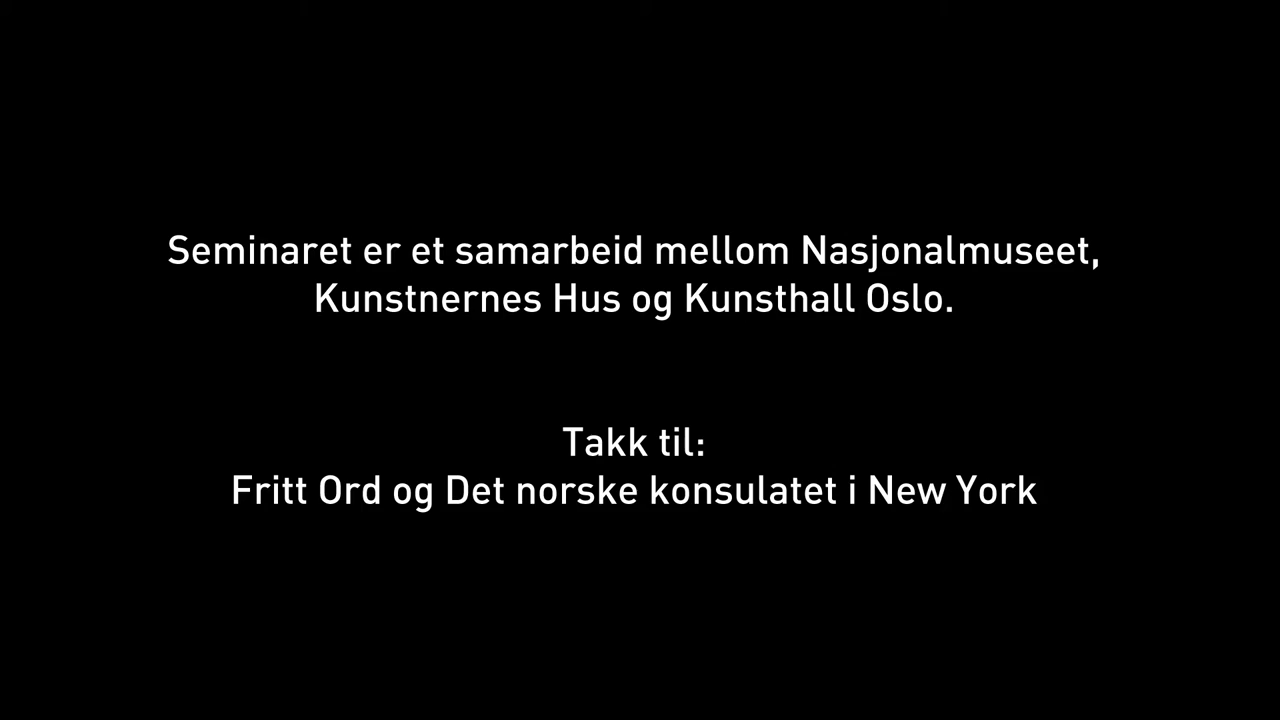 Seminaret er et samarbeid mellom Nasjonalmuseet,
Kunstnernes Hus og Kunsthall Oslo.
Takk til:
Fritt Ord og Det norske konsulatet i New York